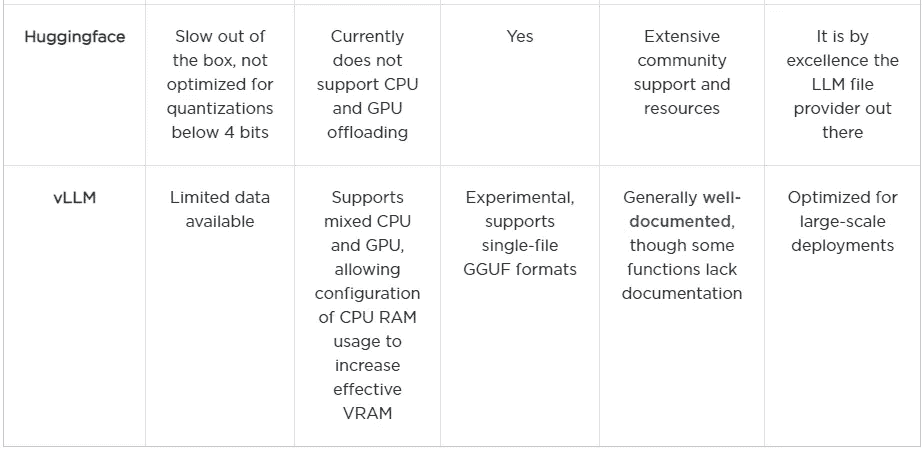 Huggingface
Slow out of
the box, not
optimized for
quantizations
below 4 bits
Currently
does not
support CPU
and GPU
offloading
Yes
Extensive
community
support and
resources
It is by
excellence the
LLM file
provider out
there
vLLM
Limited data
available
Supports
mixed CPU
and GPU,
allowing
configuration
of CPU RAM
usage to
increase
effective
VRAM
Experimental,
supports
single-file
GGUF formats
Generally well-
documented,
though some
functions lack
documentation
Optimized for
large-scale
deployments